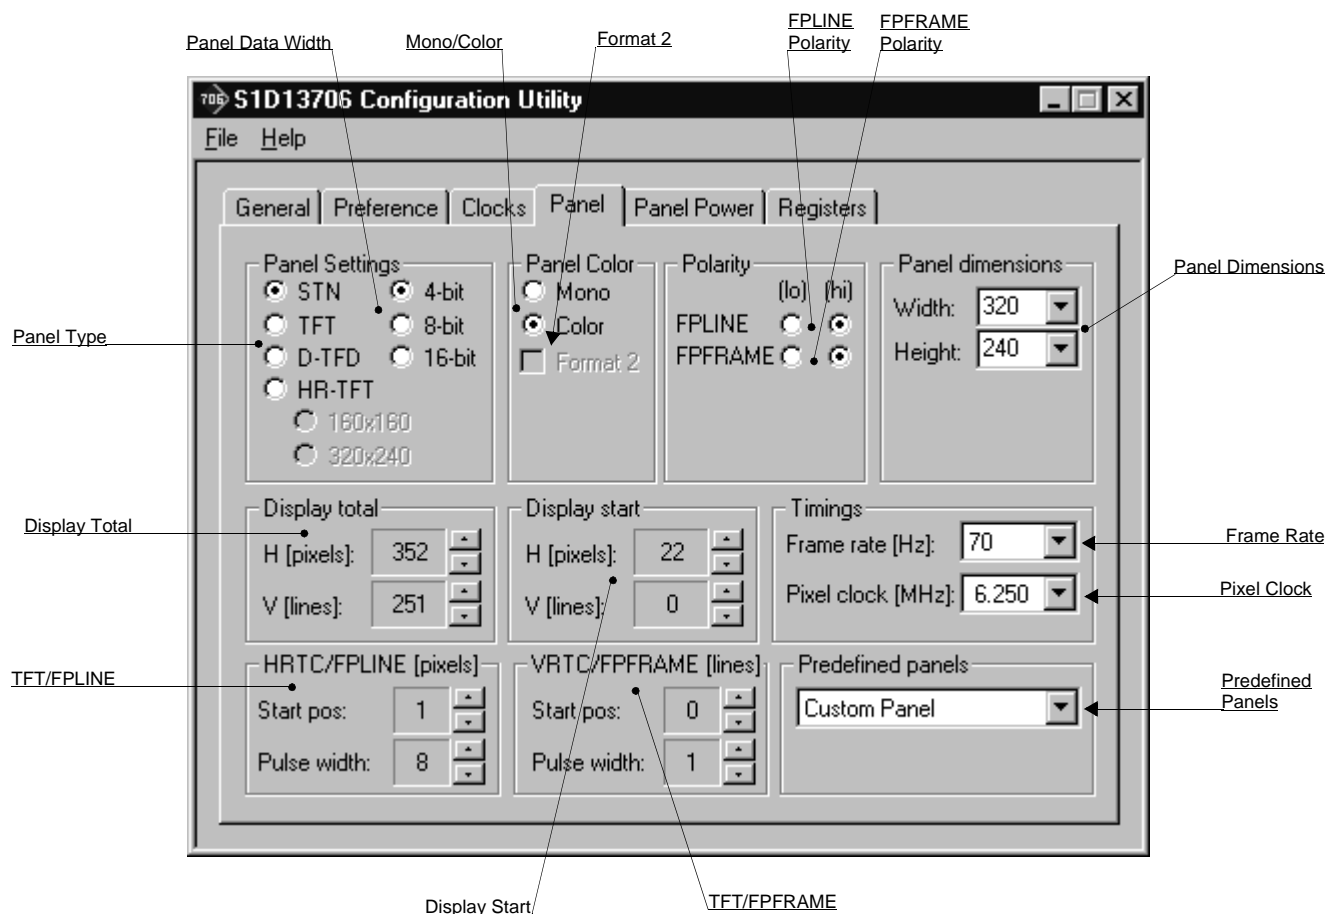 FPLINE
Polarity
FPFRAME
Polarity
Panel Data Width
Mono/Color
Format 2
706 S1D13706 Configuration Utility
File Help
General Preference Clocks Panel Panel Power Registers
Panel Settings
STN 4-bit
TFT 8-bit
D-TFD 16-bit
HR-TFT
160x160
320x240
Panel Color
Mono
Color
Format 2
Polarity
(lo) (hi)
FPLINE
FPFRAME
Panel dimensions
Width: 320
Height: 240
Panel Dimensions
Panel Type
Display total
H [pixels]: 352
V [lines]: 251
Display start
H [pixels]: 22
V [lines]: 0
Timings
Frame rate [Hz]: 70
Pixel clock [MHz]: 6.250
Display Total
Frame Rate
Pixel Clock
HRTC/FPLINE [pixels]
Start pos: 1
Pulse width: 8
VRTC/FPFRAME [lines]
Start pos: 0
Pulse width: 1
Predefined panels
Custom Panel
TFT/FPLINE
Predefined
Panels
Display Start
TFT/FPFRAME